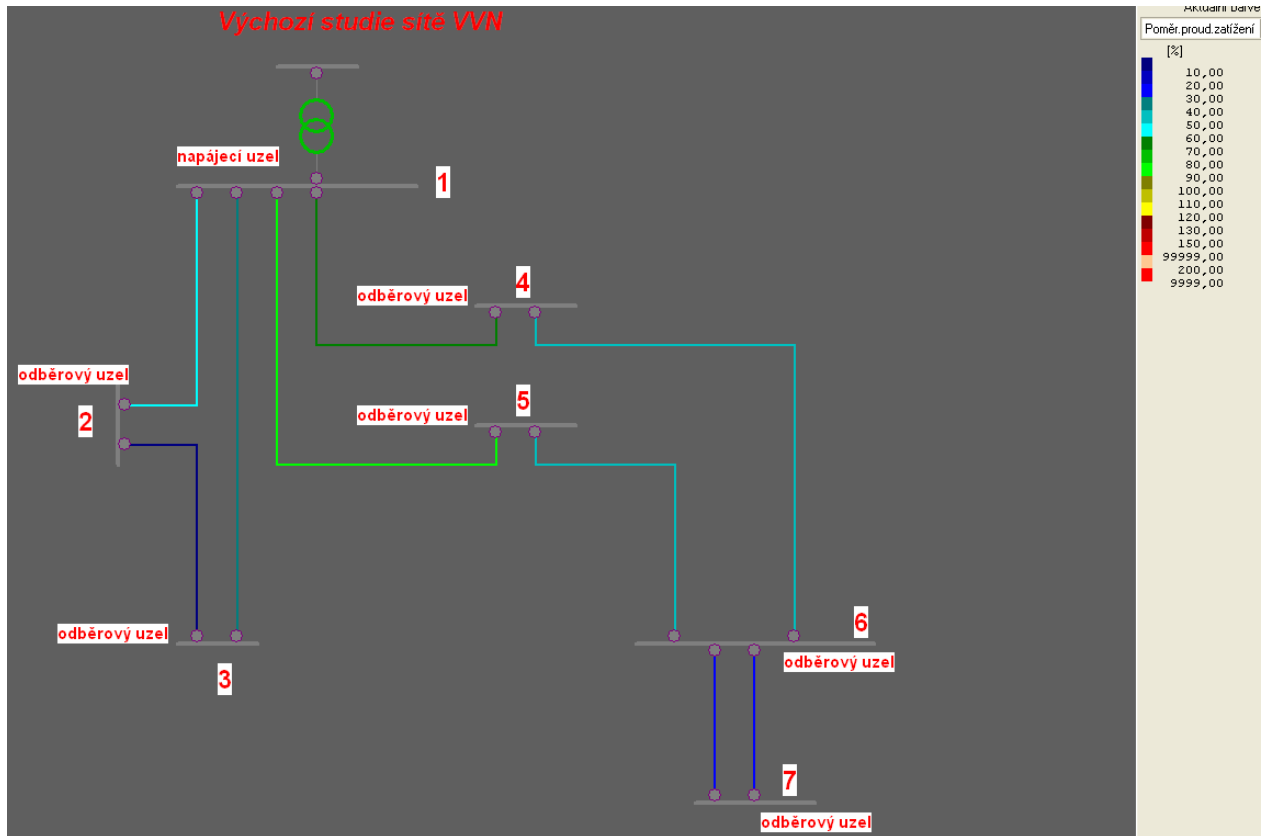 Výchozí studie sítě VVN
Aktuální barve
Poměr.proud.zatížení
[%]
10,00
20,00
30,00
40,00
50,00
60,00
70,00
80,00
90,00
100,00
110,00
120,00
130,00
150,00
99999,00
200,00
9999,00
napájecí uzel
1
odběrový uzel
4
odběrový uzel
2
odběrový uzel
5
odběrový uzel
3
6
odběrový uzel
7
odběrový uzel